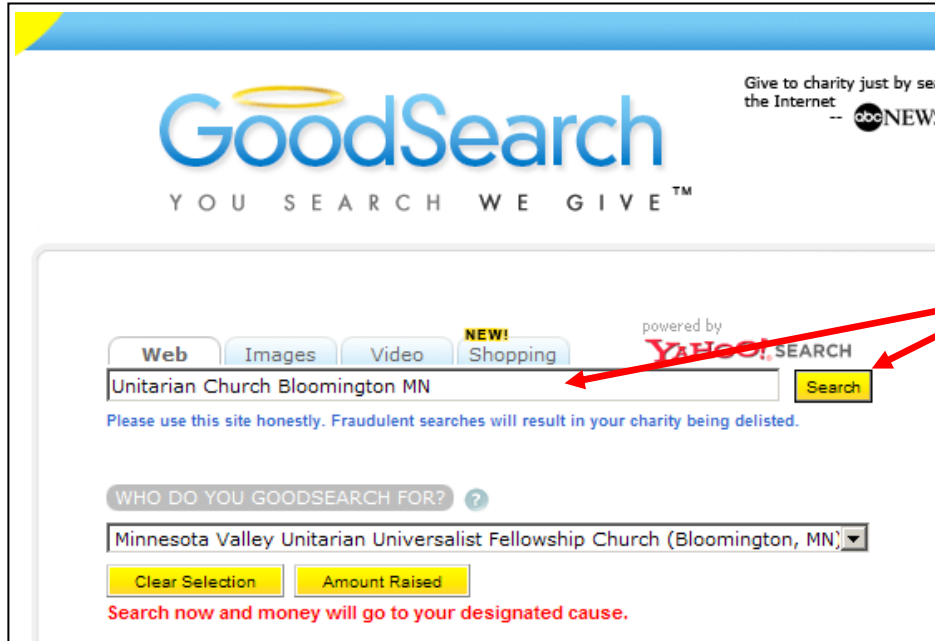 Give to charity just by
the Internet
-- abc NEWS
GoodSearch
YOU SEARCH WE GIVE™
NEW!
powered by
Web Images Video Shopping
YAHOO! SEARCH
Unitarian Church Bloomington MN
Search
Please use this site honestly. Fraudulent searches will result in your charity being delisted.
WHO DO YOU GOODSEARCH FOR? ?
Minnesota Valley Unitarian Universalist Fellowship Church (Bloomington, MN)
Clear Selection Amount Raised
Search now and money will go to your designated cause.